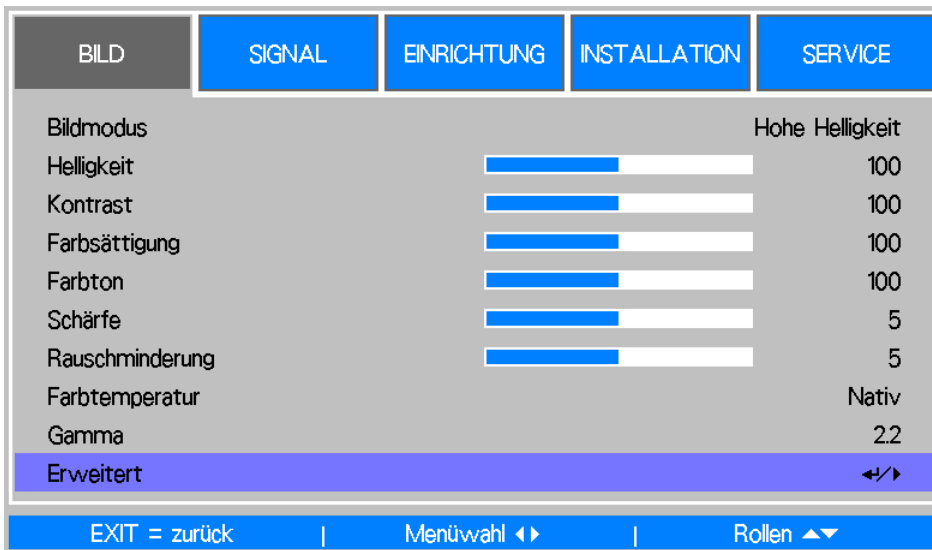 BILD SIGNAL EINRICHTUNG INSTALLATION SERVICE
Bildmodus Hohe Helligkeit
Helligkeit 100
Kontrast 100
Farbsättigung 100
Farbton 100
Schärfe 5
Rauschminderung 5
Farbtemperatur Nativ
Gamma 2.2
Erweitert ↵/▶
EXIT = zurück | Menüwahl ◀▶ | Rollen ▲▼